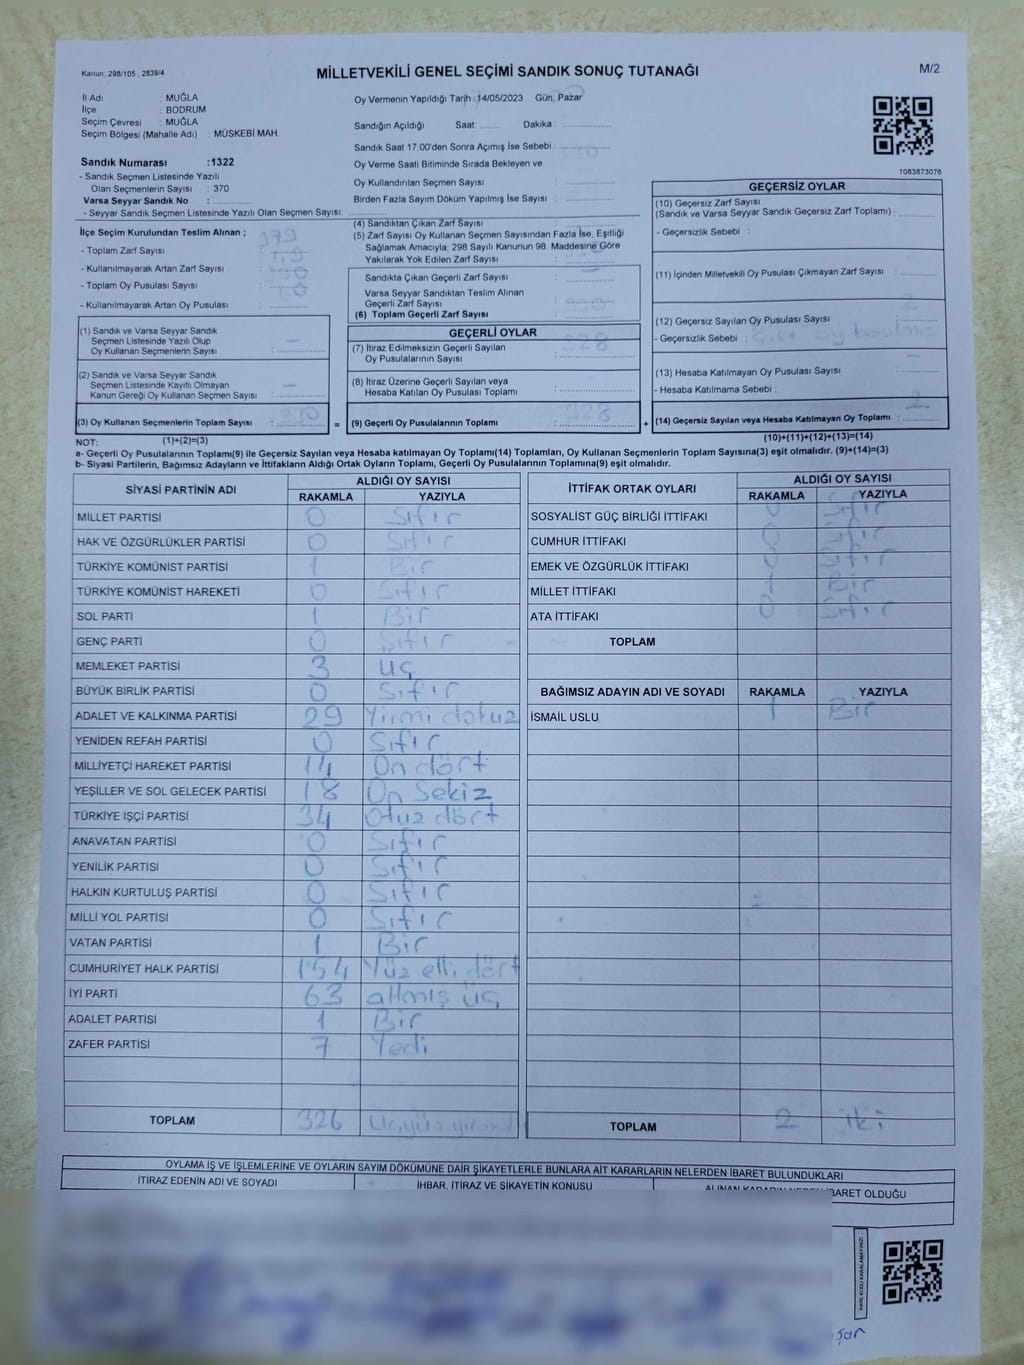 Kanun: 298/105 , 2839/4
MİLLETVEKİLİ GENEL SEÇİMİ SANDIK SONUÇ TUTANAĞI
M/2
İl Adı : MUĞLA
İlçe : BODRUM
Seçim Çevresi : MUĞLA
Seçim Bölgesi (Mahalle Adı) : MÜSKEBİ MAH.
Sandık Numarası :1322
- Sandık Seçmen Listesinde Yazılı
Olan Seçmenlerin Sayısı : 370
Varsa Seyyar Sandık No :
- Seyyar Sandık Seçmen Listesinde Yazılı Olan Seçmen Sayısı:
Oy Vermenin Yapıldığı Tarih :14/05/2023 Gün: Pazar
Sandığın Açıldığı Saat: Dakika :
Sandık Saat 17:00'den Sonra Açımış İse Sebebi :
Oy Verme Saati Bitiminde Sırada Bekleyen ve
Oy Kullandırılan Seçmen Sayısı :
Birden Fazla Sayım Döküm Yapılmış İse Sayısı :
1083673076
İlçe Seçim Kurulundan Teslim Alınan ;
- Toplam Zarf Sayısı :
- Kullanılmayarak Artan Zarf Sayısı :
- Toplam Oy Pusulası Sayısı :
- Kullanılmayarak Artan Oy Pusulası :
(4) Sandıktan Çıkan Zarf Sayısı :
(5) Zarf Sayısı Oy Kullanan Seçmen Sayısından Fazla İse, Eşitliği
Sağlamak Amacıyla, 298 Sayılı Kanunun 98. Maddesine Göre
Yakılarak Yok Edilen Zarf Sayısı :
Sandıkta Çıkan Geçerli Zarf Sayısı :
Varsa Seyyar Sandıktan Teslim Alınan
Geçerli Zarf Sayısı :
(6) Toplam Geçerli Zarf Sayısı :
GEÇERSİZ OYLAR
(10) Geçersiz Zarf Sayısı :
(Sandık ve Varsa Seyyar Sandık Geçersiz Zarf Toplamı)
- Geçersizlik Sebebi :
(11) İçinden Milletvekili Oy Pusulası Çıkmayan Zarf Sayısı :
(12) Geçersiz Sayılan Oy Pusulası Sayısı : 2
- Geçersizlik Sebebi :
(13) Hesaba Katılmayan Oy Pusulası Sayısı : -
- Hesaba Katılmama Sebebi :
(14) Geçersiz Sayılan veya Hesaba Katılmayan Oy Toplamı : 2
(1) Sandık ve Varsa Seyyar Sandık
Seçmen Listesinde Yazılı Olup
Oy Kullanan Seçmenlerin Sayısı : -
(2) Sandık ve Varsa Seyyar Sandık
Seçmen Listesinde Kayıtlı Olmayan
Kanun Gereği Oy Kullanan Seçmen Sayısı : -
(3) Oy Kullanan Seçmenlerin Toplam Sayısı :
=
GEÇERLİ OYLAR
(7) İtiraz Edilmeksizin Geçerli Sayılan
Oy Pusulalarının Sayısı : 328
(8) İtiraz Üzerine Geçerli Sayılan veya
Hesaba Katılan Oy Pusulası Toplamı :
(9) Geçerli Oy Pusulalarının Toplamı : 328
+
NOT: (1)+(2)=(3)
(10)+(11)+(12)+(13)=(14)
a- Geçerli Oy Pusulalarının Toplamı(9) ile Geçersiz Sayılan veya Hesaba katılmayan Oy Toplamı(14) Toplamları, Oy Kullanan Seçmenlerin Toplam Sayısına(3) eşit olmalıdır. (9)+(14)=(3)
b- Siyasi Partilerin, Bağımsız Adayların ve İttifakların Aldığı Ortak Oyların Toplamı, Geçerli Oy Pusulalarının Toplamına(9) eşit olmalıdır.
SİYASİ PARTİNİN ADI ALDIĞI OY SAYISI
RAKAMLA YAZIYLA
MİLLET PARTİSİ 0 Sıfır
HAK VE ÖZGÜRLÜKLER PARTİSİ 0 Sıfır
TÜRKİYE KOMÜNİST PARTİSİ 1 Bir
TÜRKİYE KOMÜNİST HAREKETİ 0 Sıfır
SOL PARTİ 1 Bir
GENÇ PARTİ 0 Sıfır
MEMLEKET PARTİSİ 3 üç
BÜYÜK BİRLİK PARTİSİ 0 Sıfır
ADALET VE KALKINMA PARTİSİ 29 Yirmi dokuz
YENİDEN REFAH PARTİSİ 0 Sıfır
MİLLİYETÇİ HAREKET PARTİSİ 14 On dört
YEŞİLLER VE SOL GELECEK PARTİSİ 18 On Sekiz
TÜRKİYE İŞÇİ PARTİSİ 34 Otuz dört
ANAVATAN PARTİSİ 0 Sıfır
YENİLİK PARTİSİ 0 Sıfır
HALKIN KURTULUŞ PARTİSİ 0 Sıfır
MİLLİ YOL PARTİSİ 0 Sıfır
VATAN PARTİSİ 1 Bir
CUMHURİYET HALK PARTİSİ 154 Yüz elli dört
İYİ PARTİ 63 altmış üç
ADALET PARTİSİ 1 Bir
ZAFER PARTİSİ 7 Yedi
TOPLAM 326
İTTİFAK ORTAK OYLARI ALDIĞI OY SAYISI
RAKAMLA YAZIYLA
SOSYALİST GÜÇ BİRLİĞİ İTTİFAKI 0 Sıfır
CUMHUR İTTİFAKI 0 Sıfır
EMEK VE ÖZGÜRLÜK İTTİFAKI 0 Sıfır
MİLLET İTTİFAKI 1 Bir
ATA İTTİFAKI 0 Sıfır
TOPLAM
BAĞIMSIZ ADAYIN ADI VE SOYADI RAKAMLA YAZIYLA
İSMAİL USLU 1 Bir
TOPLAM 2 iki
OYLAMA İŞ VE İŞLEMLERİNE VE OYLARIN SAYIM DÖKÜMÜNE DAİR ŞİKAYETLERLE BUNLARA AİT KARARLARIN NELERDEN İBARET BULUNDUKLARI
İTİRAZ EDENİN ADI VE SOYADI
İHBAR, İTİRAZ VE ŞİKAYETİN KONUSU
OLDUĞU
KARE KODU KARALAMAYINIZ!